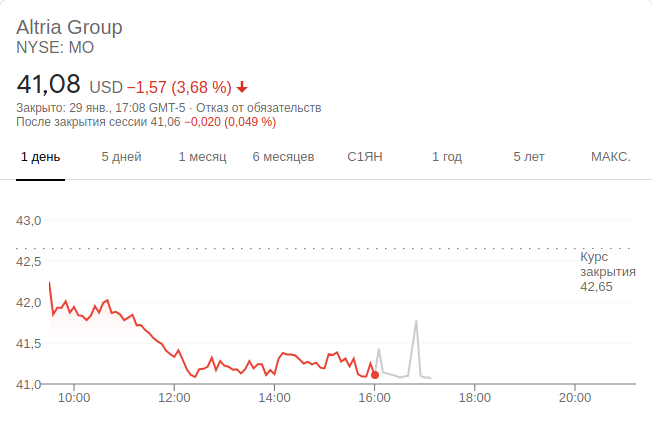 Altria Group
NYSE: MO
41,08 USD −1,57 (3,68 %)
Закрыто: 29 янв., 17:08 GMT-5 · Отказ от обязательств
После закрытия сессии 41,06 −0,020 (0,049 %)
1 день 5 дней 1 месяц 6 месяцев С1ЯН 1 год 5 лет МАКС.
43,0
Курс
закрытия
42,65
42,5
42,0
41,5
41,0
10:00 12:00 14:00 16:00 18:00 20:00